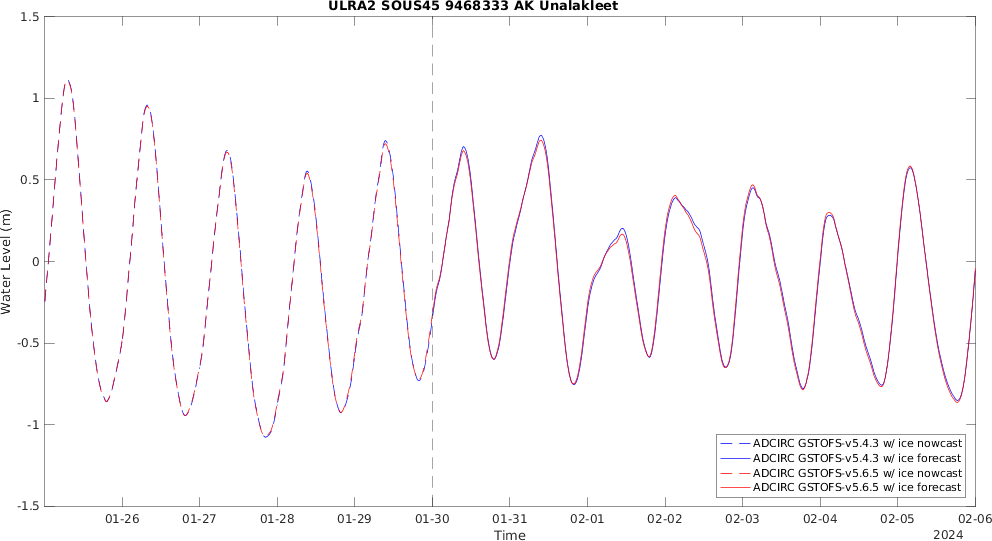 ULRA2 SOUS45 9468333 AK Unalakleet
1.5
1
0.5
0
-0.5
-1
-1.5
Water Level (m)
01-26 01-27 01-28 01-29 01-30 01-31 02-01 02-02 02-03 02-04 02-05 02-06
Time
2024
ADCIRC GSTOFS-v5.4.3 w/ ice nowcast
ADCIRC GSTOFS-v5.4.3 w/ ice forecast
ADCIRC GSTOFS-v5.6.5 w/ ice nowcast
ADCIRC GSTOFS-v5.6.5 w/ ice forecast